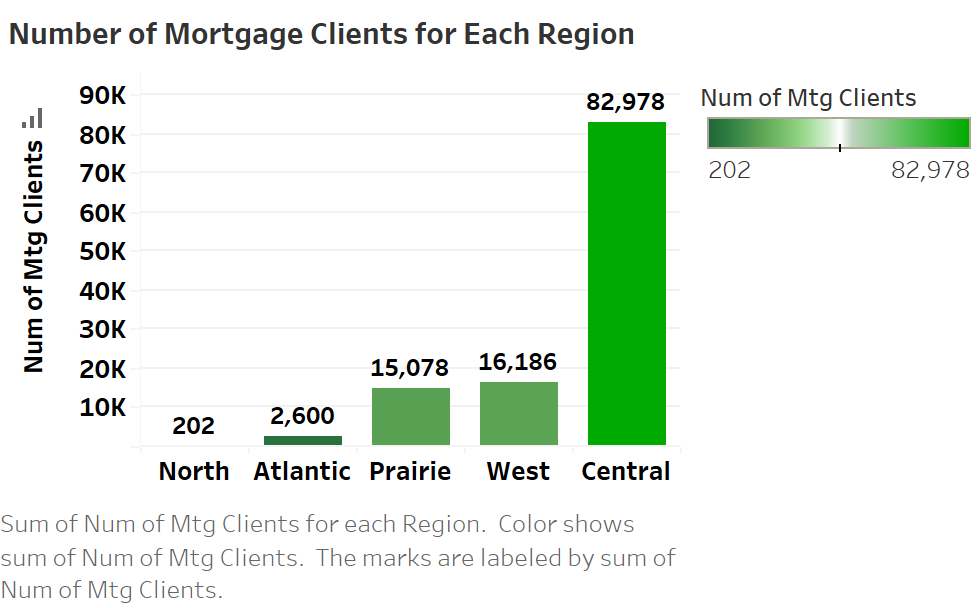 Number of Mortgage Clients for Each Region
Num of Mtg Clients
90K
80K
70K
60K
50K
40K
30K
20K
10K
202
2,600
15,078
16,186
82,978
North Atlantic Prairie West Central
Num of Mtg Clients
202 82,978
Sum of Num of Mtg Clients for each Region. Color shows
sum of Num of Mtg Clients. The marks are labeled by sum of
Num of Mtg Clients.